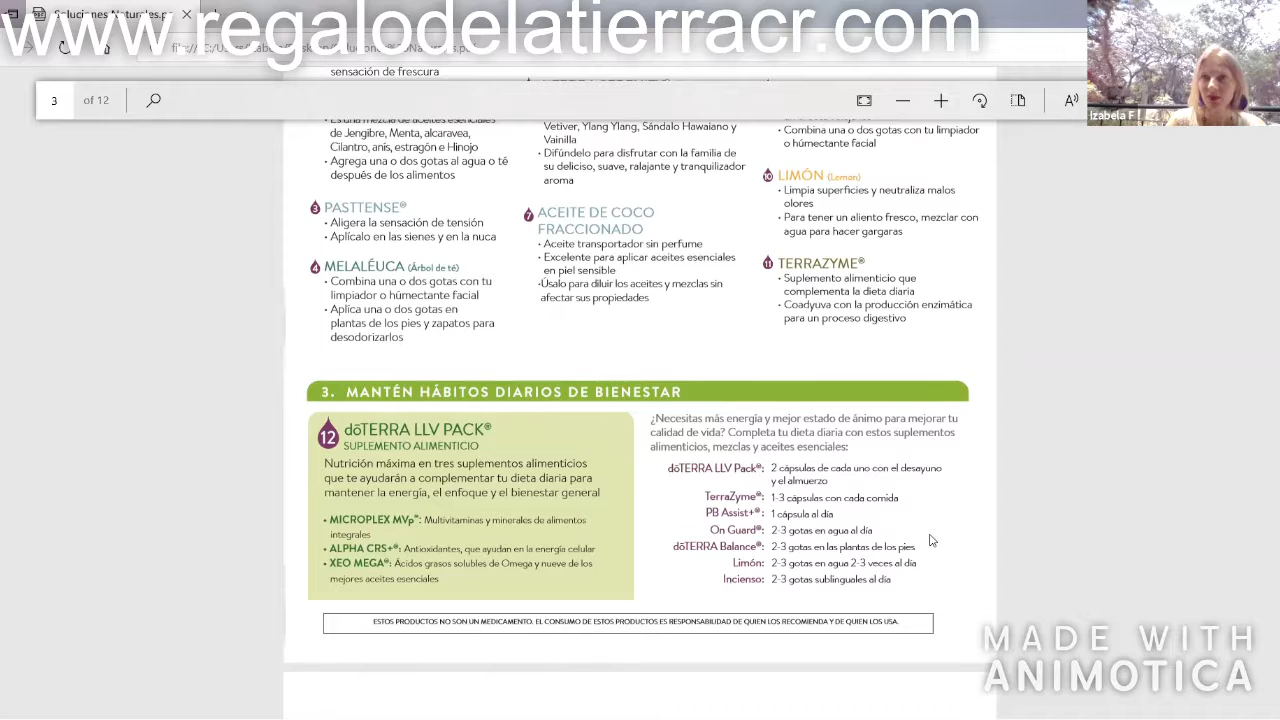 Soluciones Naturales.pdf
www.regalodelatierracr.com
3 of 12
Izabela F
sensación de frescura
• Es una mezcla de aceites esenciales
de Jengibre, Menta, alcaravea,
Cilantro, anís, estragón e Hinojo
• Agrega una o dos gotas al agua o té
después de los alimentos
3 PASTTENSE®
• Aligera la sensación de tensión
• Aplícalo en las sienes y en la nuca
4 MELALÉUCA (Árbol de té)
• Combina una o dos gotas con tu
limpiador o húmectante facial
• Aplíca una o dos gotas en
plantas de los pies y zapatos para
desodorizarlos
Vetiver, Ylang Ylang, Sándalo Hawaiano y
Vainilla
• Difúndelo para disfrutar con la familia de
su deliciso, suave, ralajante y tranquilizador
aroma
7 ACEITE DE COCO
FRACCIONADO
• Aceite transportador sin perfume
• Excelente para aplicar aceites esenciales
en piel sensible
•Úsalo para diluir los aceites y mezclas sin
afectar sus propiedades
• Combina una o dos gotas con tu limpiador
o húmectante facial
10 LIMÓN (Lemon)
• Limpia superficies y neutraliza malos
olores
• Para tener un aliento fresco, mezclar con
agua para hacer gargaras
11 TERRAZYME®
• Suplemento alimenticio que
complementa la dieta diaria
• Coadyuva con la producción enzimática
para un proceso digestivo
3. MANTÉN HÁBITOS DIARIOS DE BIENESTAR
12 dōTERRA LLV PACK®
SUPLEMENTO ALIMENTICIO
Nutrición máxima en tres suplementos alimenticios
que te ayudarán a complementar tu dieta diaria para
mantener la energía, el enfoque y el bienestar general
• MICROPLEX MVp™: Multivitaminas y minerales de alimentos
integrales
• ALPHA CRS+®: Antioxidantes, que ayudan en la energía celular
• XEO MEGA®: Ácidos grasos solubles de Omega y nueve de los
mejores aceites esenciales
¿Necesitas más energía y mejor estado de ánimo para mejorar tu
calidad de vida? Completa tu dieta diaria con estos suplementos
alimenticios, mezclas y aceites esenciales:
dōTERRA LLV Pack®: 2 cápsulas de cada uno con el desayuno
y el almuerzo
TerraZyme®: 1-3 cápsulas con cada comida
PB Assist+®: 1 cápsula al día
On Guard®: 2-3 gotas en agua al día
dōTERRA Balance®: 2-3 gotas en las plantas de los pies
Limón: 2-3 gotas en agua 2-3 veces al día
Incienso: 2-3 gotas sublinguales al día
ESTOS PRODUCTOS NO SON UN MEDICAMENTO. EL CONSUMO DE ESTOS PRODUCTOS ES RESPONSABILIDAD DE QUIEN LOS RECOMIENDA Y DE QUIEN LOS USA.
MADE WITH
ANIMOTICA